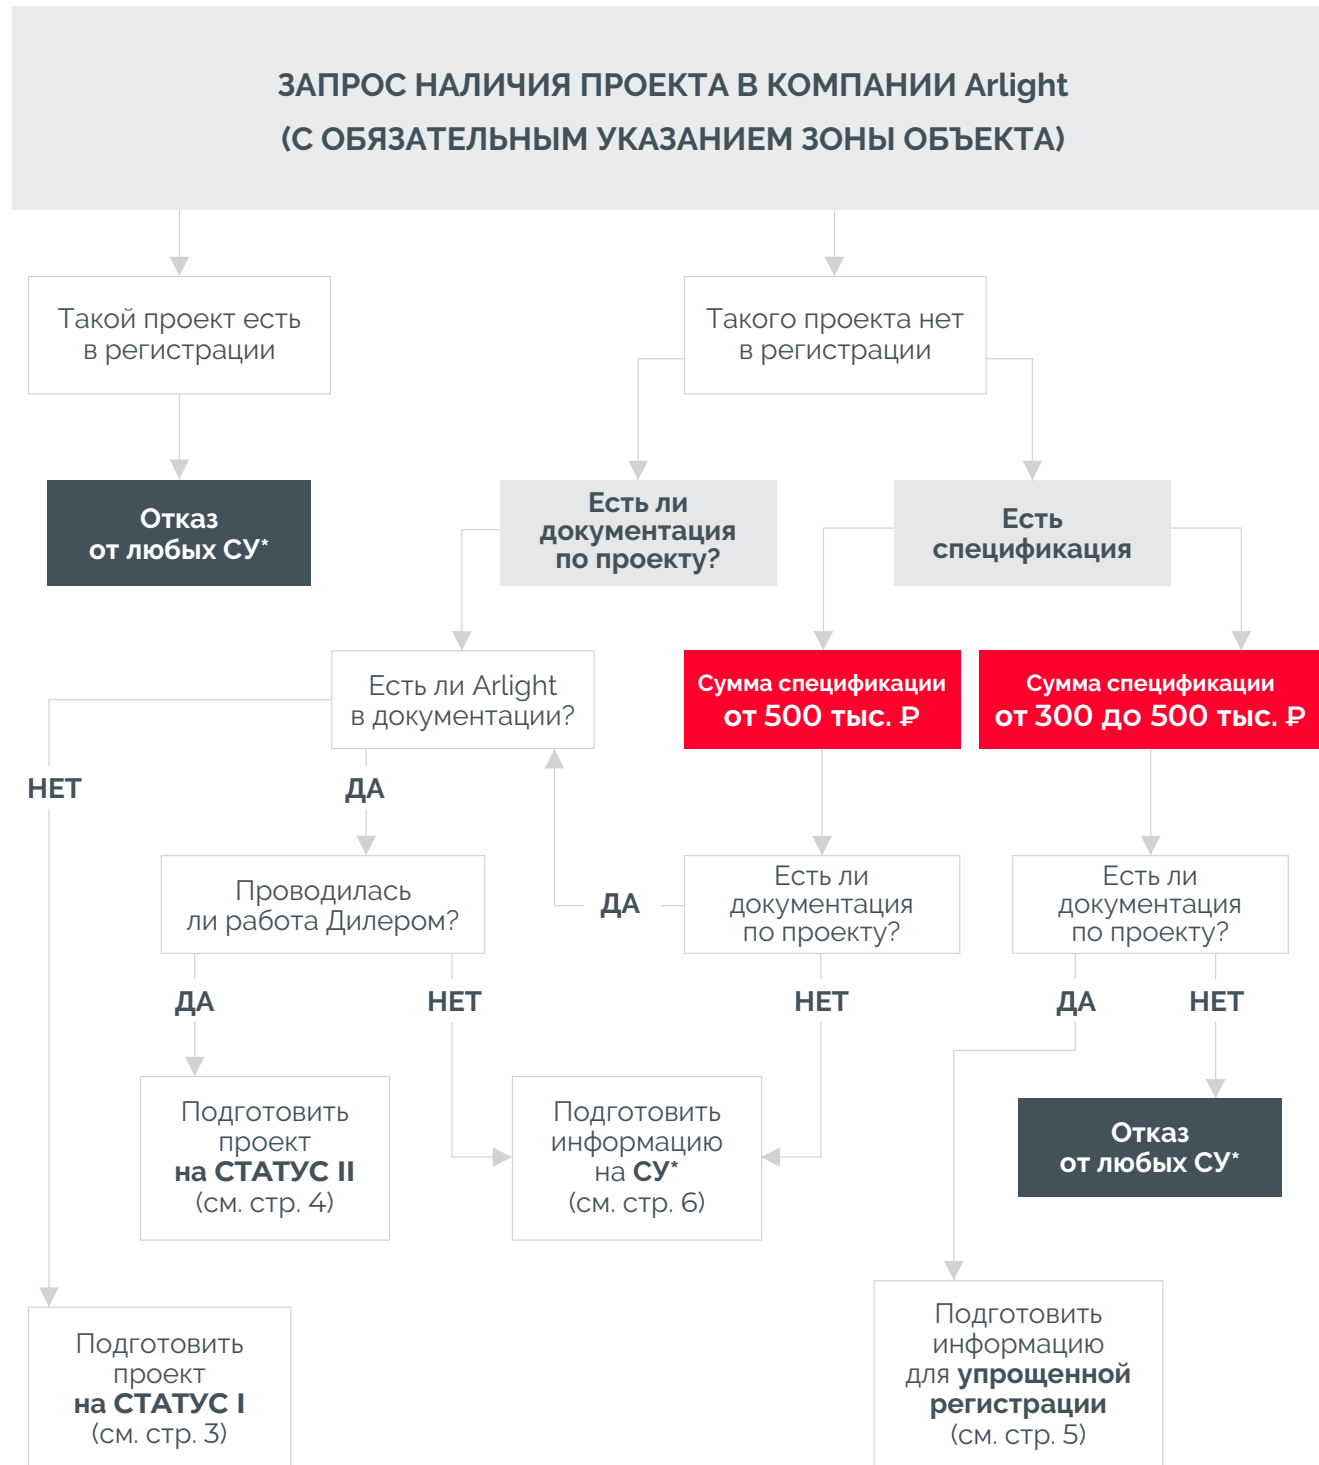 ЗАПРОС НАЛИЧИЯ ПРОЕКТА В КОМПАНИИ Arlight
(С ОБЯЗАТЕЛЬНЫМ УКАЗАНИЕМ ЗОНЫ ОБЪЕКТА)
Такой проект есть
в регистрации
Такого проекта нет
в регистрации
Отказ
от любых СУ*
Есть ли
документация
по проекту?
Есть
спецификация
Есть ли Arlight
в документации?
Сумма спецификации
от 500 тыс. ₽
Сумма спецификации
от 300 до 500 тыс. ₽
НЕТ
ДА
Проводилась
ли работа Дилером?
ДА
Есть ли
документация
по проекту?
Есть ли
документация
по проекту?
ДА
НЕТ
НЕТ
ДА
НЕТ
Подготовить
проект
на СТАТУС II
(см. стр. 4)
Подготовить
информацию
на СУ*
(см. стр. 6)
Отказ
от любых СУ*
Подготовить
проект
на СТАТУС I
(см. стр. 3)
Подготовить
информацию
для упрощенной
регистрации
(см. стр. 5)